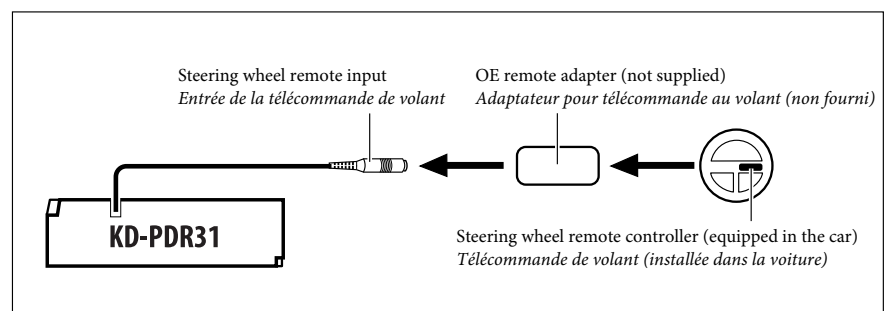 Steering wheel remote input
Entrée de la télécommande de volant
OE remote adapter (not supplied)
Adaptateur pour télécommande au volant (non fourni)
KD-PDR31
Steering wheel remote controller (equipped in the car)
Télécommande de volant (installée dans la voiture)